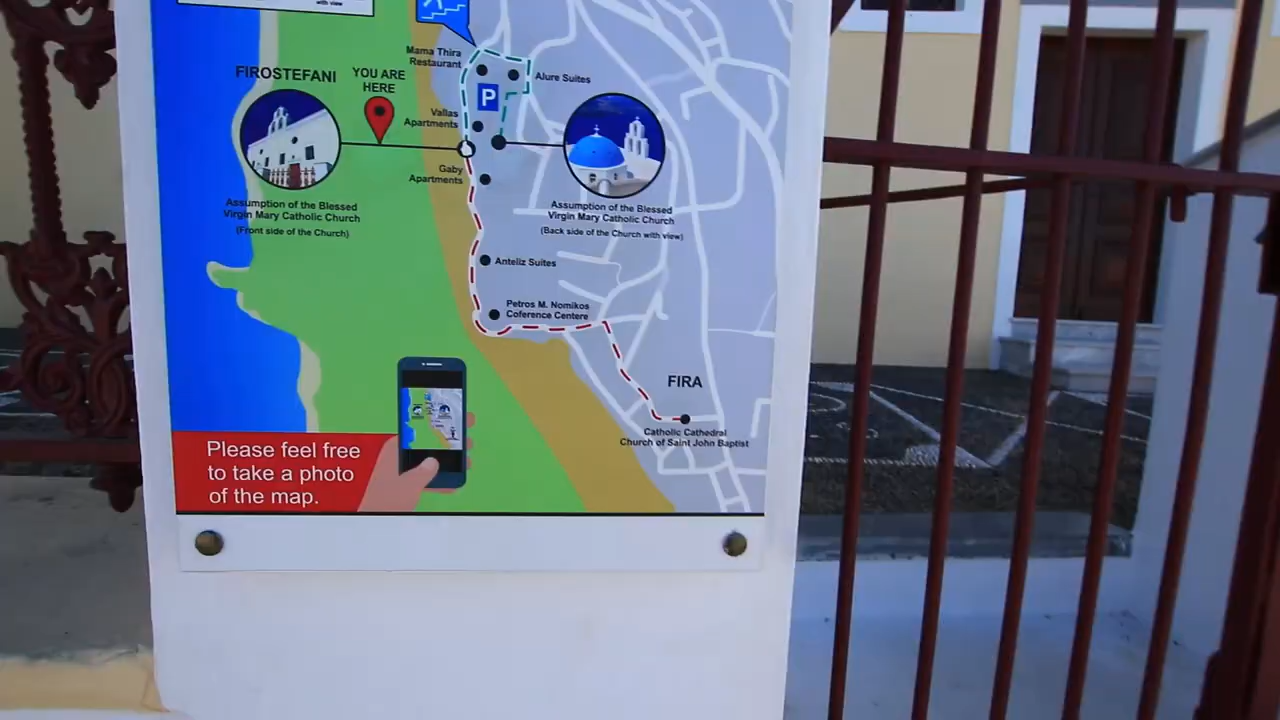 with view
Mama Thira
Restaurant
Alure Suites
FIROSTEFANI
YOU ARE
HERE
P
Vallas
Apartments
Gaby
Apartments
Assumption of the Blessed
Virgin Mary Catholic Church
(Front side of the Church)
Assumption of the Blessed
Virgin Mary Catholic Church
(Back side of the Church with view)
Anteliz Suites
Petros M. Nomikos
Coference Centere
FIRA
Catholic Cathedral
Church of Saint John Baptist
Please feel free
to take a photo
of the map.